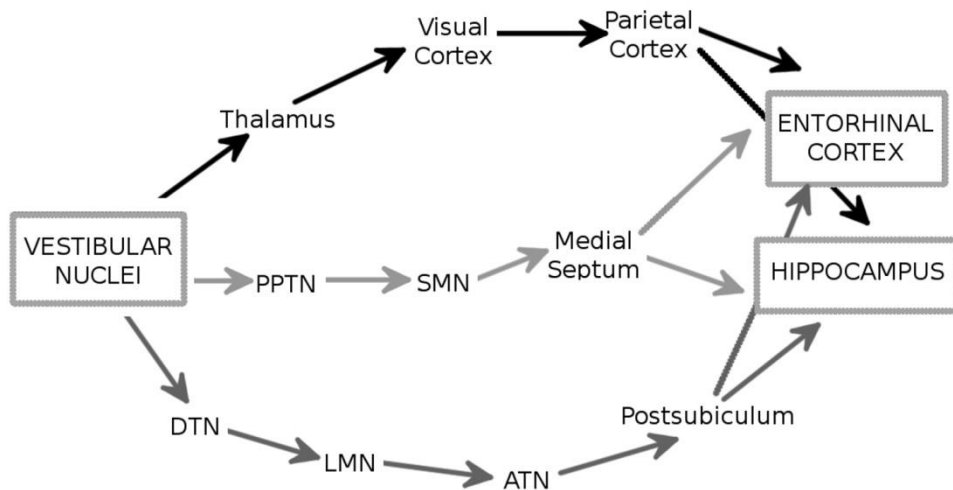 Visual
Cortex
Parietal
Cortex
Thalamus
ENTORHINAL
CORTEX
VESTIBULAR
NUCLEI
PPTN
SMN
Medial
Septum
HIPPOCAMPUS
DTN
LMN
ATN
Postsubiculum